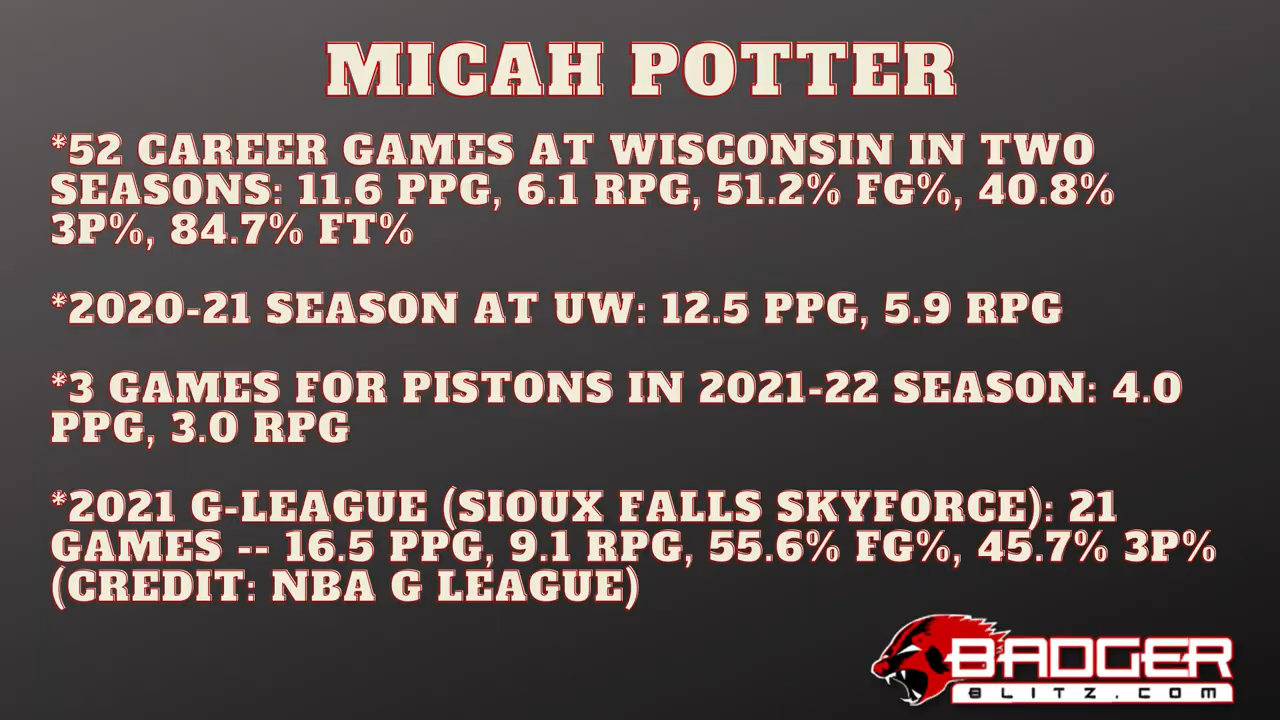 MICAH POTTER
*52 CAREER GAMES AT WISCONSIN IN TWO
SEASONS: 11.6 PPG, 6.1 RPG, 51.2% FG%, 40.8%
3P%, 84.7% FT%
*2020-21 SEASON AT UW: 12.5 PPG, 5.9 RPG
*3 GAMES FOR PISTONS IN 2021-22 SEASON: 4.0
PPG, 3.0 RPG
*2021 G-LEAGUE (SIOUX FALLS SKYFORCE): 21
GAMES -- 16.5 PPG, 9.1 RPG, 55.6% FG%, 45.7% 3P%
(CREDIT: NBA G LEAGUE)
BADGER
BLITZ.COM